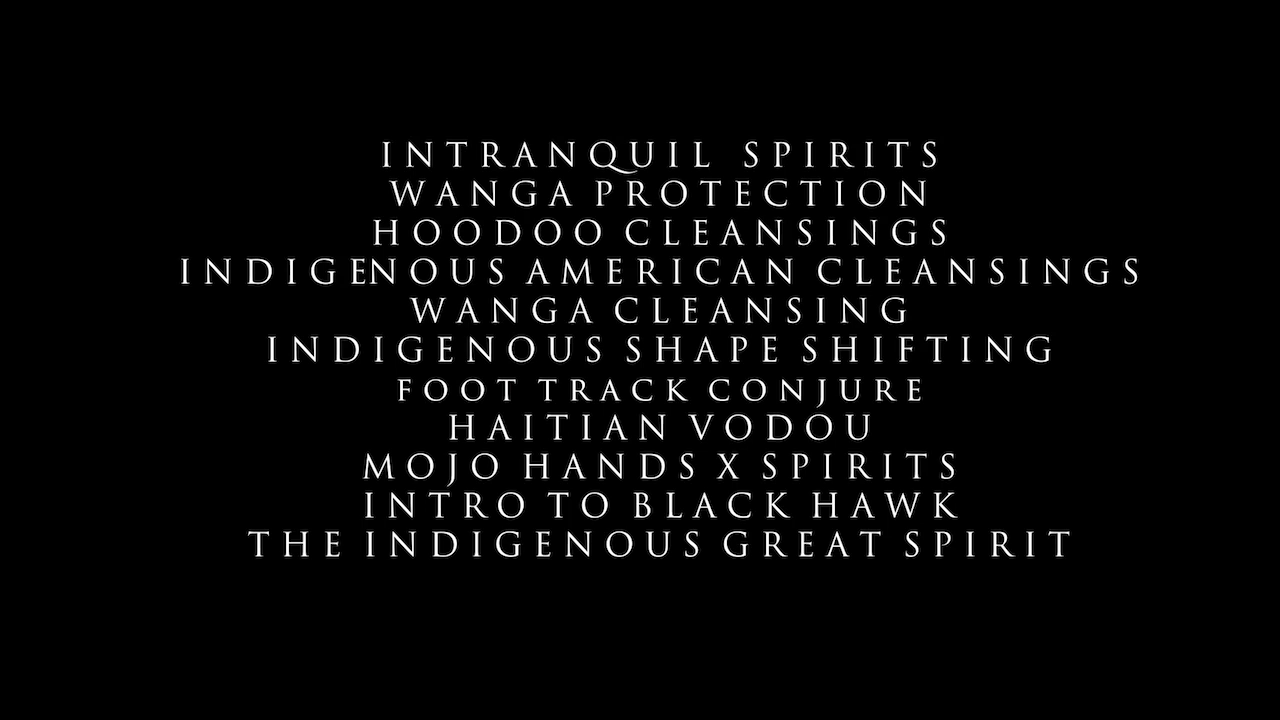 INTRANQUIL SPIRITS
WANGA PROTECTION
HOODOO CLEANSINGS
INDIGENOUS AMERICAN CLEANSINGS
WANGA CLEANSING
INDIGENOUS SHAPE SHIFTING
FOOT TRACK CONJURE
HAITIAN VODOU
MOJO HANDS X SPIRITS
INTRO TO BLACK HAWK
THE INDIGENOUS GREAT SPIRIT